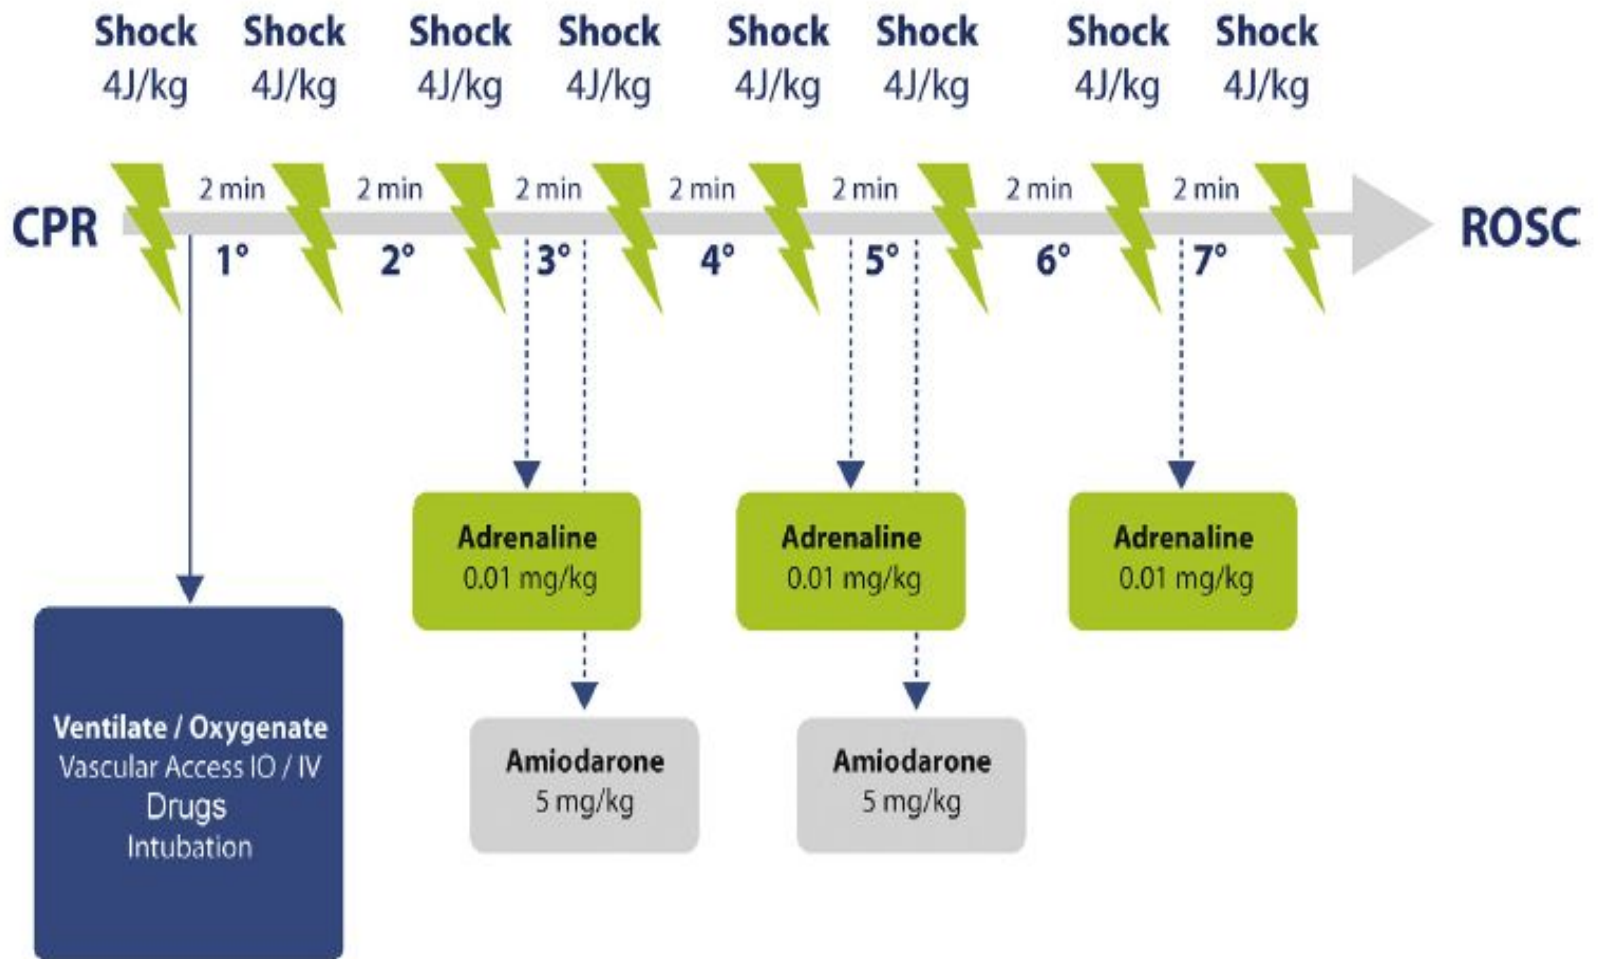 Shock Shock Shock Shock Shock Shock Shock Shock
4J/kg 4J/kg 4J/kg 4J/kg 4J/kg 4J/kg 4J/kg 4J/kg
2 min 2 min 2 min 2 min 2 min 2 min 2 min
CPR ROSC
1° 2° 3° 4° 5° 6° 7°
Adrenaline Adrenaline Adrenaline
0.01 mg/kg 0.01 mg/kg 0.01 mg/kg
Ventilate / Oxygenate
Vascular Access IO / IV
Drugs
Intubation
Amiodarone Amiodarone
5 mg/kg 5 mg/kg